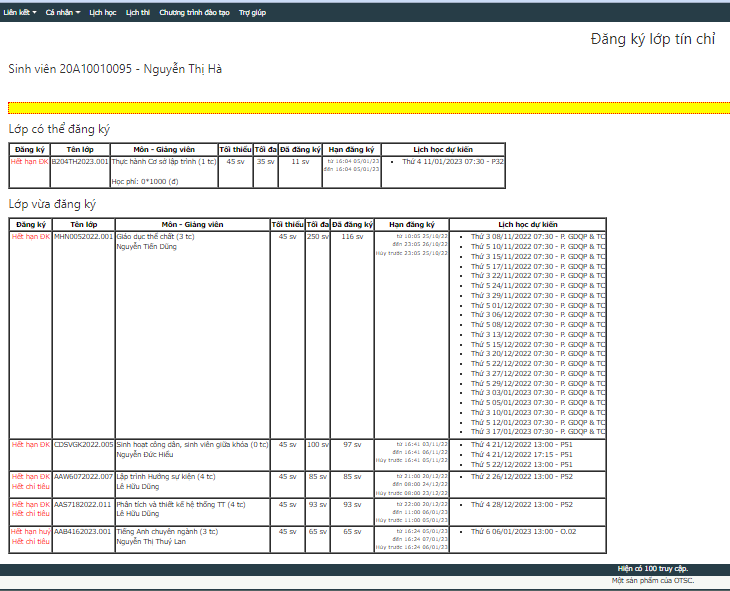 Liên kết Cá nhân Lịch học Lịch thi Chương trình đào tạo Trợ giúp
Đăng ký lớp tín chỉ
Sinh viên 20A10010095 - Nguyễn Thị Hà
Lớp có thể đăng ký
Đăng ký Tên lớp Môn - Giảng viên Tối thiểu Tối đa Đã đăng ký Hạn đăng ký Lịch học dự kiến
Hết hạn ĐK B204TH2023.001 Thực hành Cơ sở lập trình (1 tc) 45 sv 35 sv 11 sv từ 16:04 05/01/23 Thứ 4 11/01/2023 07:30 - P32
đến 16:04 05/01/23
Học phí: 0*1000 (đ)
Lớp vừa đăng ký
Đăng ký Tên lớp Môn - Giảng viên Tối thiểu Tối đa Đã đăng ký Hạn đăng ký Lịch học dự kiến
Hết hạn ĐK MHN0052022.001 Giáo dục thể chất (3 tc) 45 sv 250 sv 116 sv từ 10:05 25/10/22 Thứ 3 08/11/2022 07:30 - P. GDQP & TC
Nguyễn Tiến Dũng đến 23:05 26/10/22 Thứ 5 10/11/2022 07:30 - P. GDQP & TC
Thứ 3 15/11/2022 07:30 - P. GDQP & TC
Hủy trước 23:05 25/10/22
Thứ 5 17/11/2022 07:30 - P. GDQP & TC
Thứ 3 22/11/2022 07:30 - P. GDQP & TC
Thứ 5 24/11/2022 07:30 - P. GDQP & TC
Thứ 3 29/11/2022 07:30 - P. GDQP & TC
Thứ 5 01/12/2022 07:30 - P. GDQP & TC
Thứ 3 06/12/2022 07:30 - P. GDQP & TC
Thứ 5 08/12/2022 07:30 - P. GDQP & TC
Thứ 3 13/12/2022 07:30 - P. GDQP & TC
Thứ 5 15/12/2022 07:30 - P. GDQP & TC
Thứ 3 20/12/2022 07:30 - P. GDQP & TC
Thứ 5 22/12/2022 07:30 - P. GDQP & TC
Thứ 3 27/12/2022 07:30 - P. GDQP & TC
Thứ 5 29/12/2022 07:30 - P. GDQP & TC
Thứ 3 03/01/2023 07:30 - P. GDQP & TC
Thứ 5 05/01/2023 07:30 - P. GDQP & TC
Thứ 3 10/01/2023 07:30 - P. GDQP & TC
Thứ 5 12/01/2023 07:30 - P. GDQP & TC
Thứ 3 17/01/2023 07:30 - P. GDQP & TC
Hết hạn ĐK CDSVGK2022.005 Sinh hoạt công dân, sinh viên giữa khóa (0 tc) 45 sv 100 sv 97 sv từ 16:41 03/11/22 Thứ 4 21/12/2022 13:00 - P51
Nguyễn Đức Hiếu đến 16:41 06/11/22 Thứ 4 21/12/2022 17:15 - P51
Hủy trước 16:41 05/11/22 Thứ 5 22/12/2022 13:00 - P51
Hết hạn ĐK AAW6072022.007 Lập trình Hướng sự kiện (4 tc) 45 sv 85 sv 85 sv từ 21:00 20/12/22 Thứ 2 26/12/2022 13:00 - P52
Hết chỉ tiêu Lê Hữu Dũng đến 08:00 24/12/22
Hủy trước 08:00 23/12/22
Hết hạn ĐK AAS7182022.011 Phân tích và thiết kế hệ thống TT (4 tc) 45 sv 93 sv 93 sv từ 22:00 20/12/22 Thứ 4 28/12/2022 13:00 - P52
Hết chỉ tiêu Lê Hữu Dũng đến 11:00 06/01/23
Hủy trước 11:00 05/01/23
Hết hạn huỷ AAB4162023.001 Tiếng Anh chuyên ngành (3 tc) 45 sv 65 sv 65 sv từ 16:24 05/01/23 Thứ 6 06/01/2023 13:00 - O.02
Hết chỉ tiêu Nguyễn Thị Thuý Lan đến 16:24 07/01/23
Hủy trước 16:24 06/01/23
Hiện có 100 truy cập.
Một sản phẩm của OTSC.